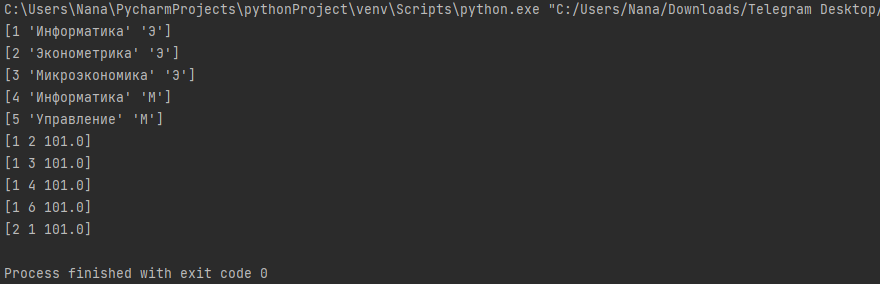 C:\Users\Nana\PycharmProjects\pythonProject\venv\Scripts\python.exe "C:/Users/Nana/Downloads/Telegram Desktop/
[1 'Информатика' 'Э']
[2 'Эконометрика' 'Э']
[3 'Микроэкономика' 'Э']
[4 'Информатика' 'М']
[5 'Управление' 'М']
[1 2 101.0]
[1 3 101.0]
[1 4 101.0]
[1 6 101.0]
[2 1 101.0]
Process finished with exit code 0